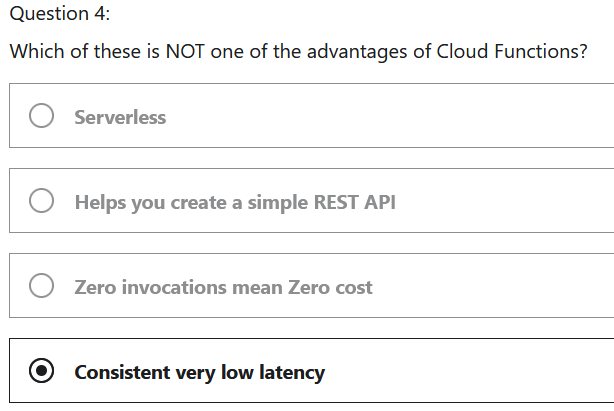 Question 4:
Which of these is NOT one of the advantages of Cloud Functions?
Serverless
Helps you create a simple REST API
Zero invocations mean Zero cost
Consistent very low latency